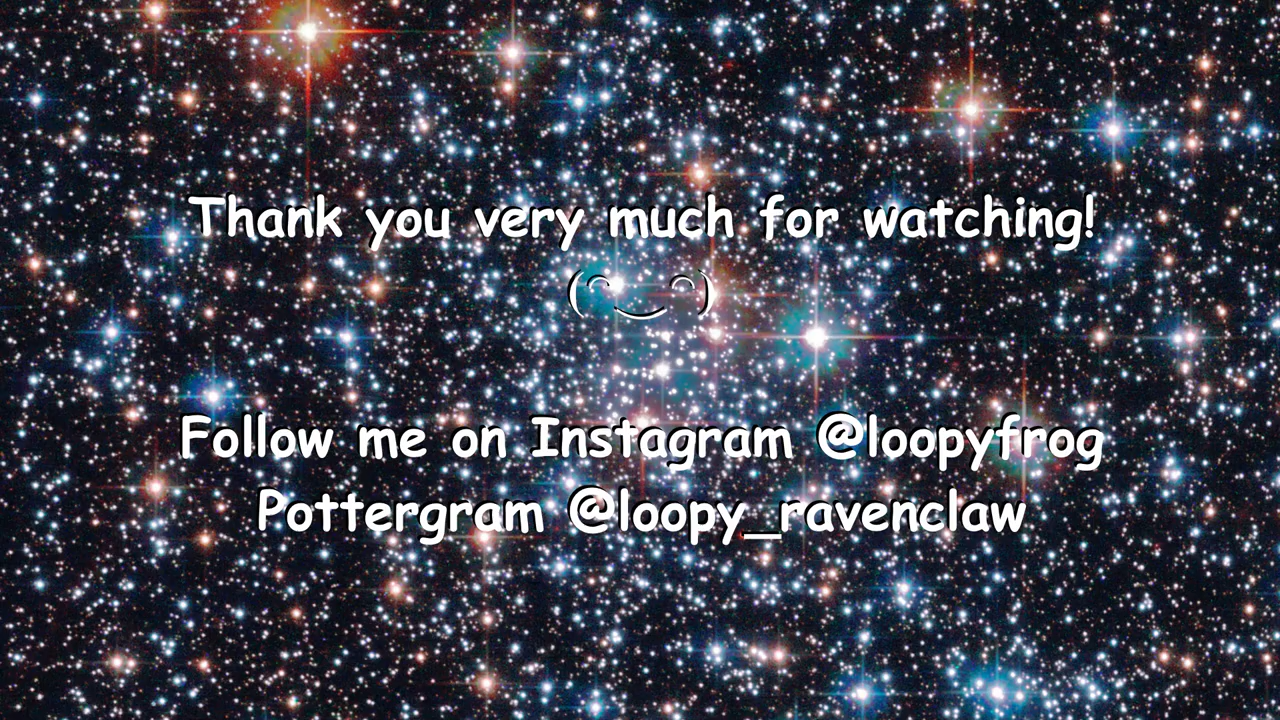 Thank you very much for watching!
(◠‿◠)
Follow me on Instagram @loopyfrog
Pottergram @loopy_ravenclaw